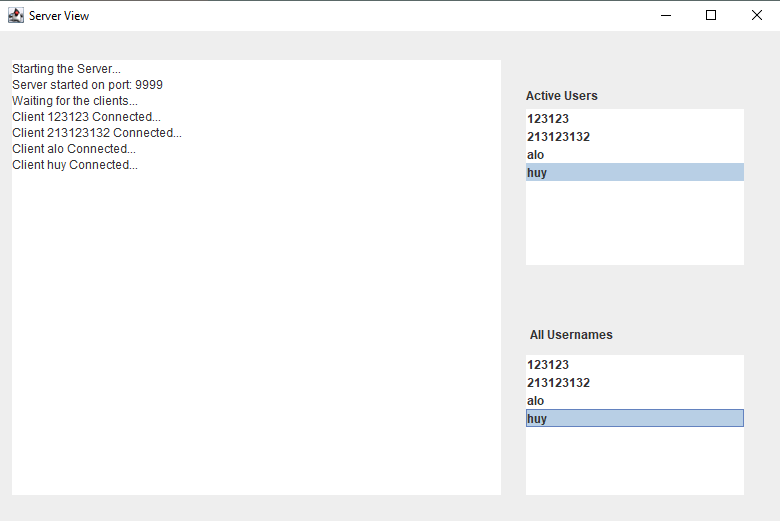 Server View
Starting the Server...
Server started on port: 9999
Waiting for the clients...
Client 123123 Connected...
Client 213123132 Connected...
Client alo Connected...
Client huy Connected...
Active Users
123123
213123132
alo
huy
All Usernames
123123
213123132
alo
huy